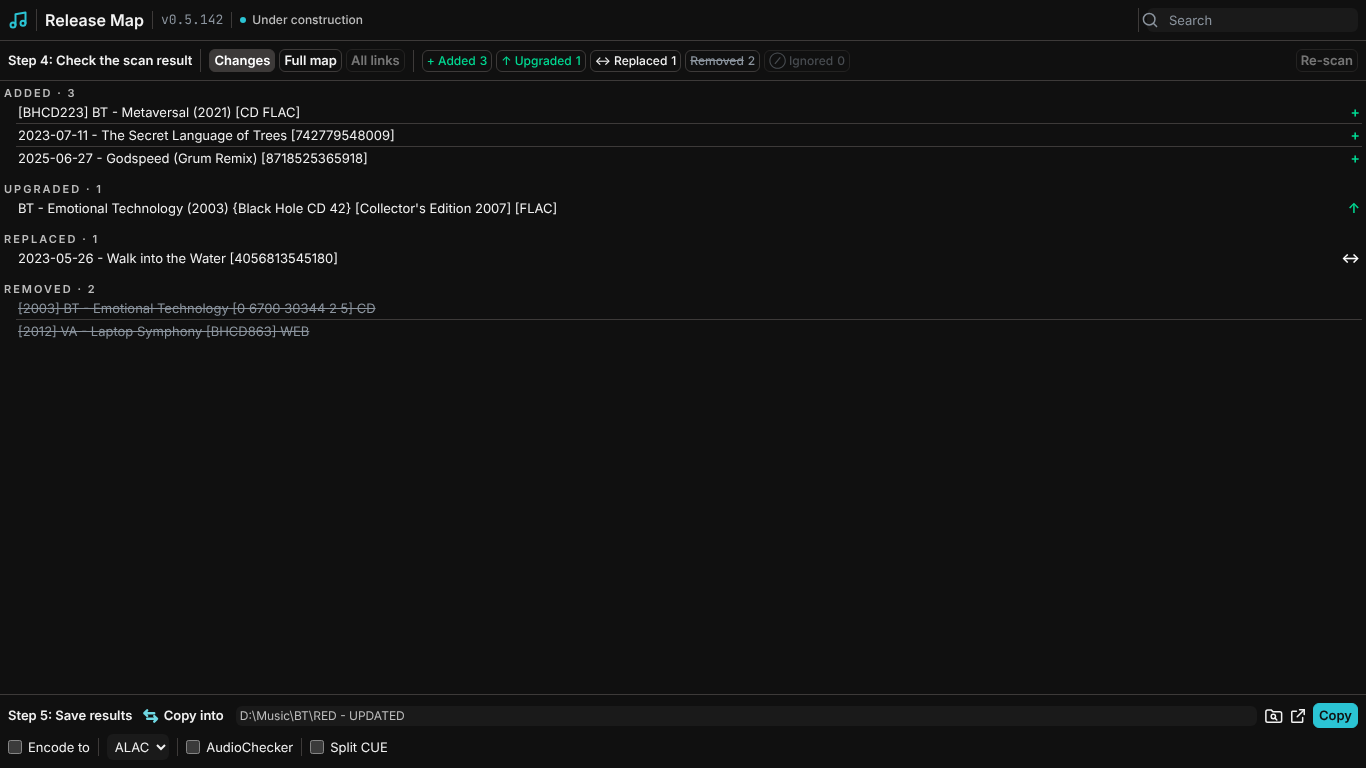 Release Map v0.5.142 Under construction Search
Step 4: Check the scan result Changes Full map All links + Added 3 ↑ Upgraded 1 ↔ Replaced 1 Removed 2 Ignored 0 Re-scan
ADDED · 3
[BHCD223] BT - Metaversal (2021) [CD FLAC] +
2023-07-11 - The Secret Language of Trees [742779548009] +
2025-06-27 - Godspeed (Grum Remix) [8718525365918] +
UPGRADED · 1
BT - Emotional Technology (2003) {Black Hole CD 42} [Collector's Edition 2007] [FLAC] ↑
REPLACED · 1
2023-05-26 - Walk into the Water [4056813545180] ↔
REMOVED · 2
[2003] BT - Emotional Technology [0 6700 30344 2 5] CD
[2012] VA - Laptop Symphony [BHCD863] WEB
Step 5: Save results Copy into D:\Music\BT\RED - UPDATED Copy
Encode to ALAC AudioChecker Split CUE